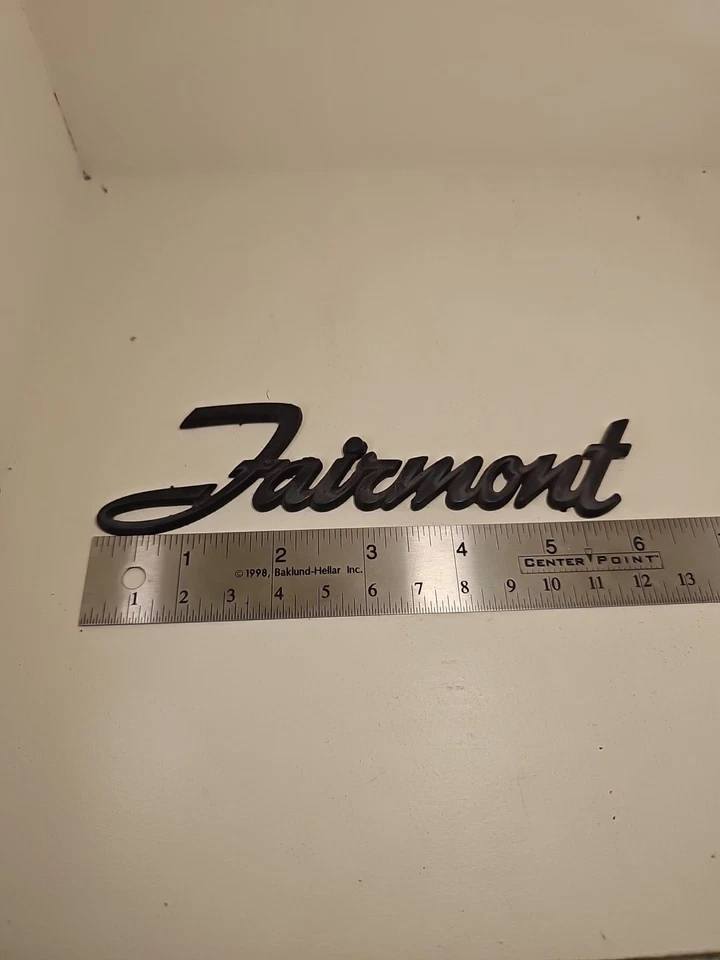 Fairmont
1 2 3 4 5 6
© 1998, Baklund-Hellar Inc.
CENTER POINT
1 2 3 4 5 6 7 8 9 10 11 12 13